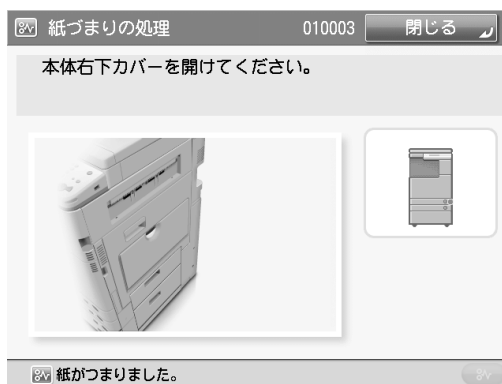 紙づまりの処理
010003
閉じる
本体右下カバーを開けてください。
紙がつまりました。